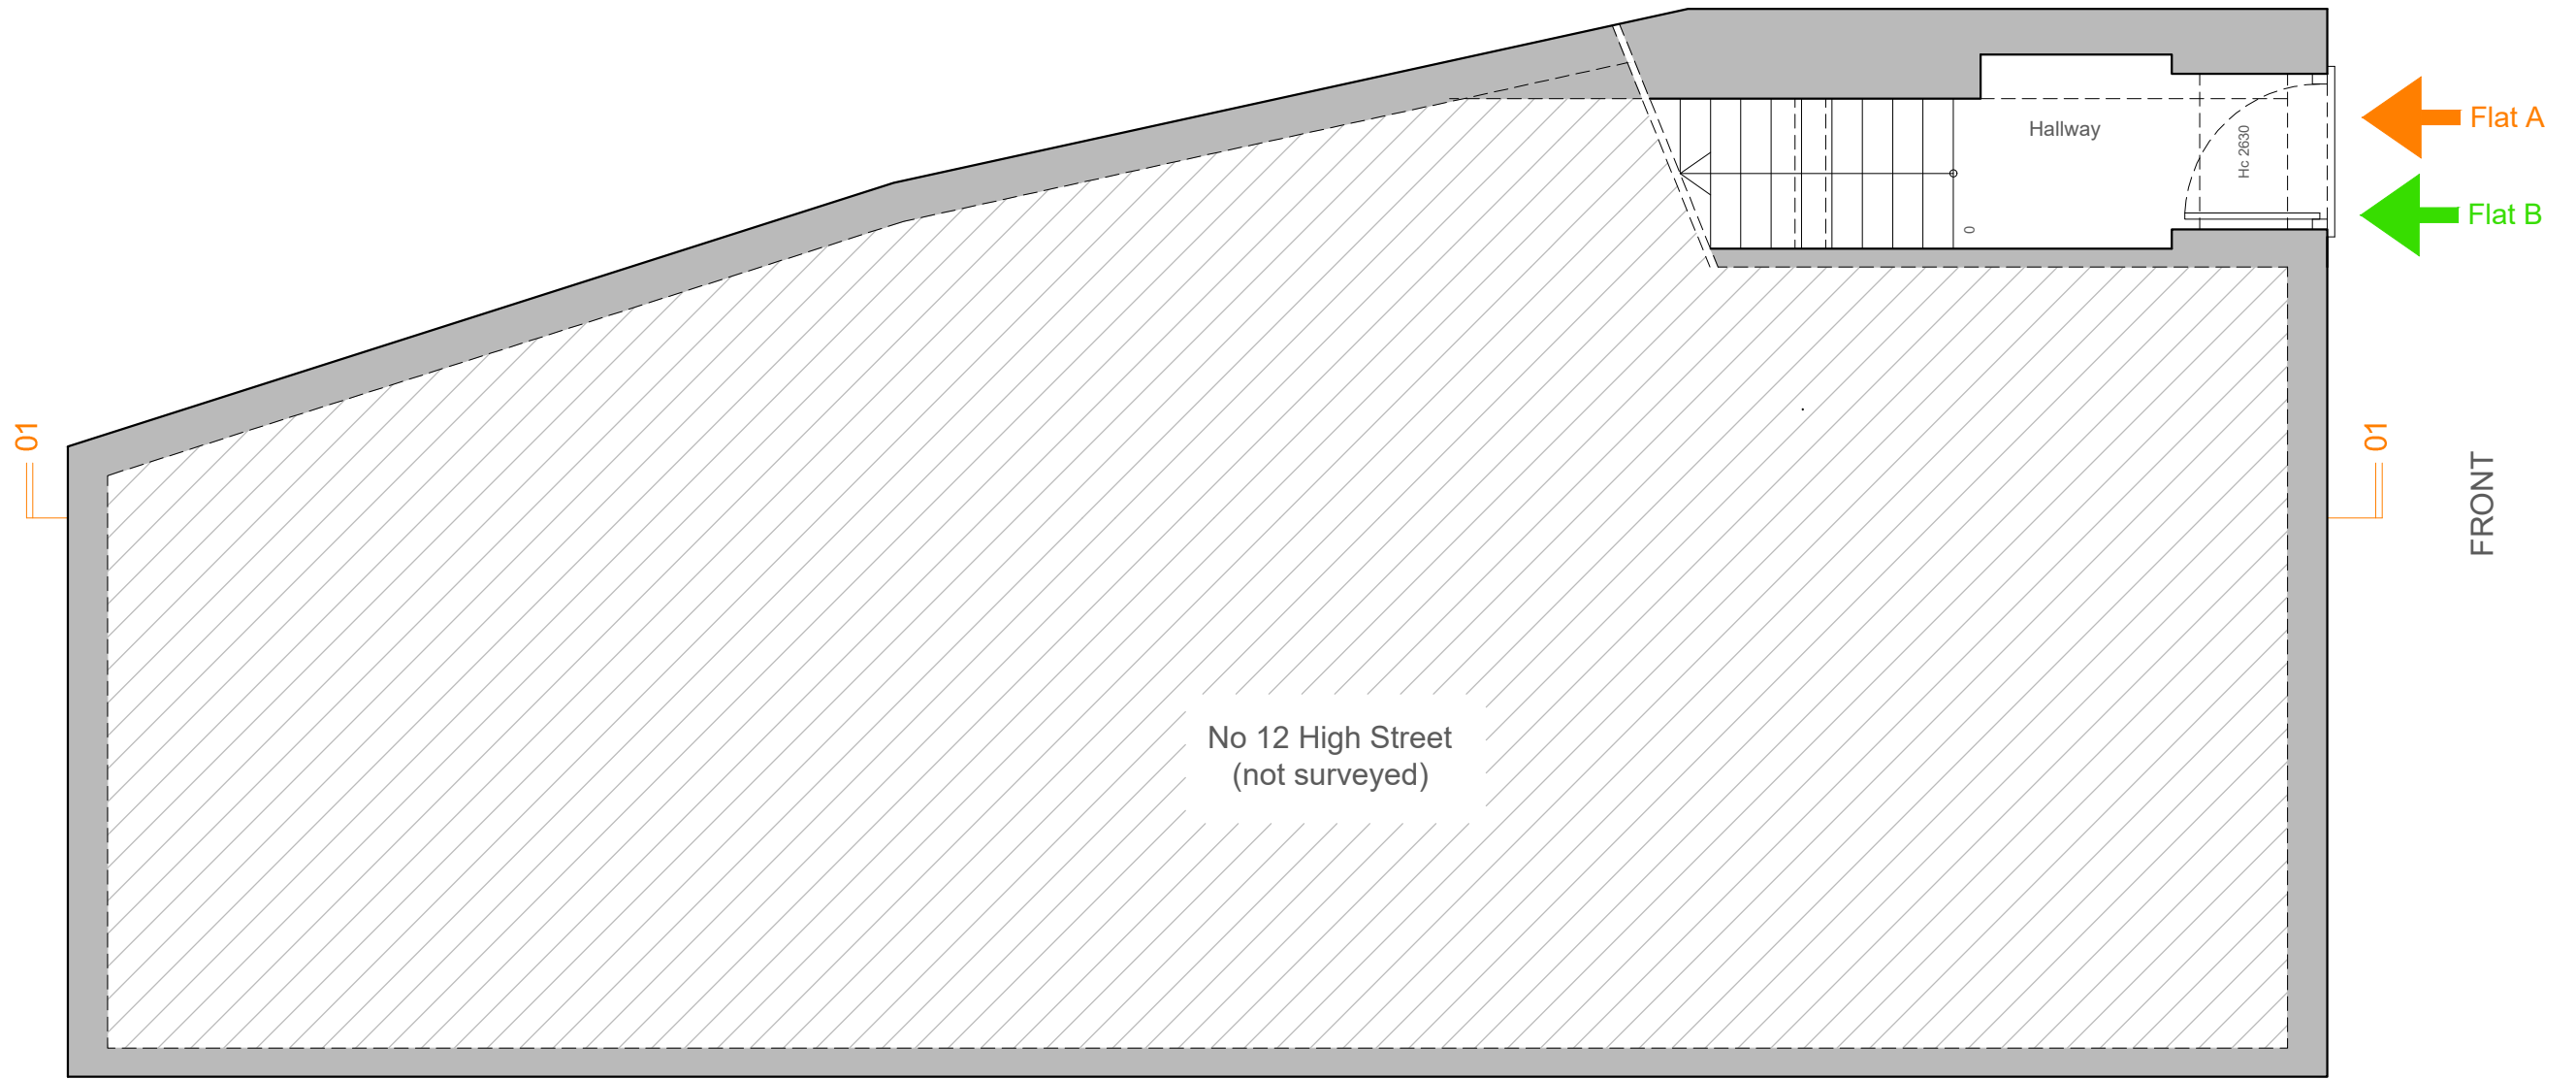 Flat A
Hallway
Hc 2630
Flat B
0
01
01
FRONT
No 12 High Street
(not surveyed)